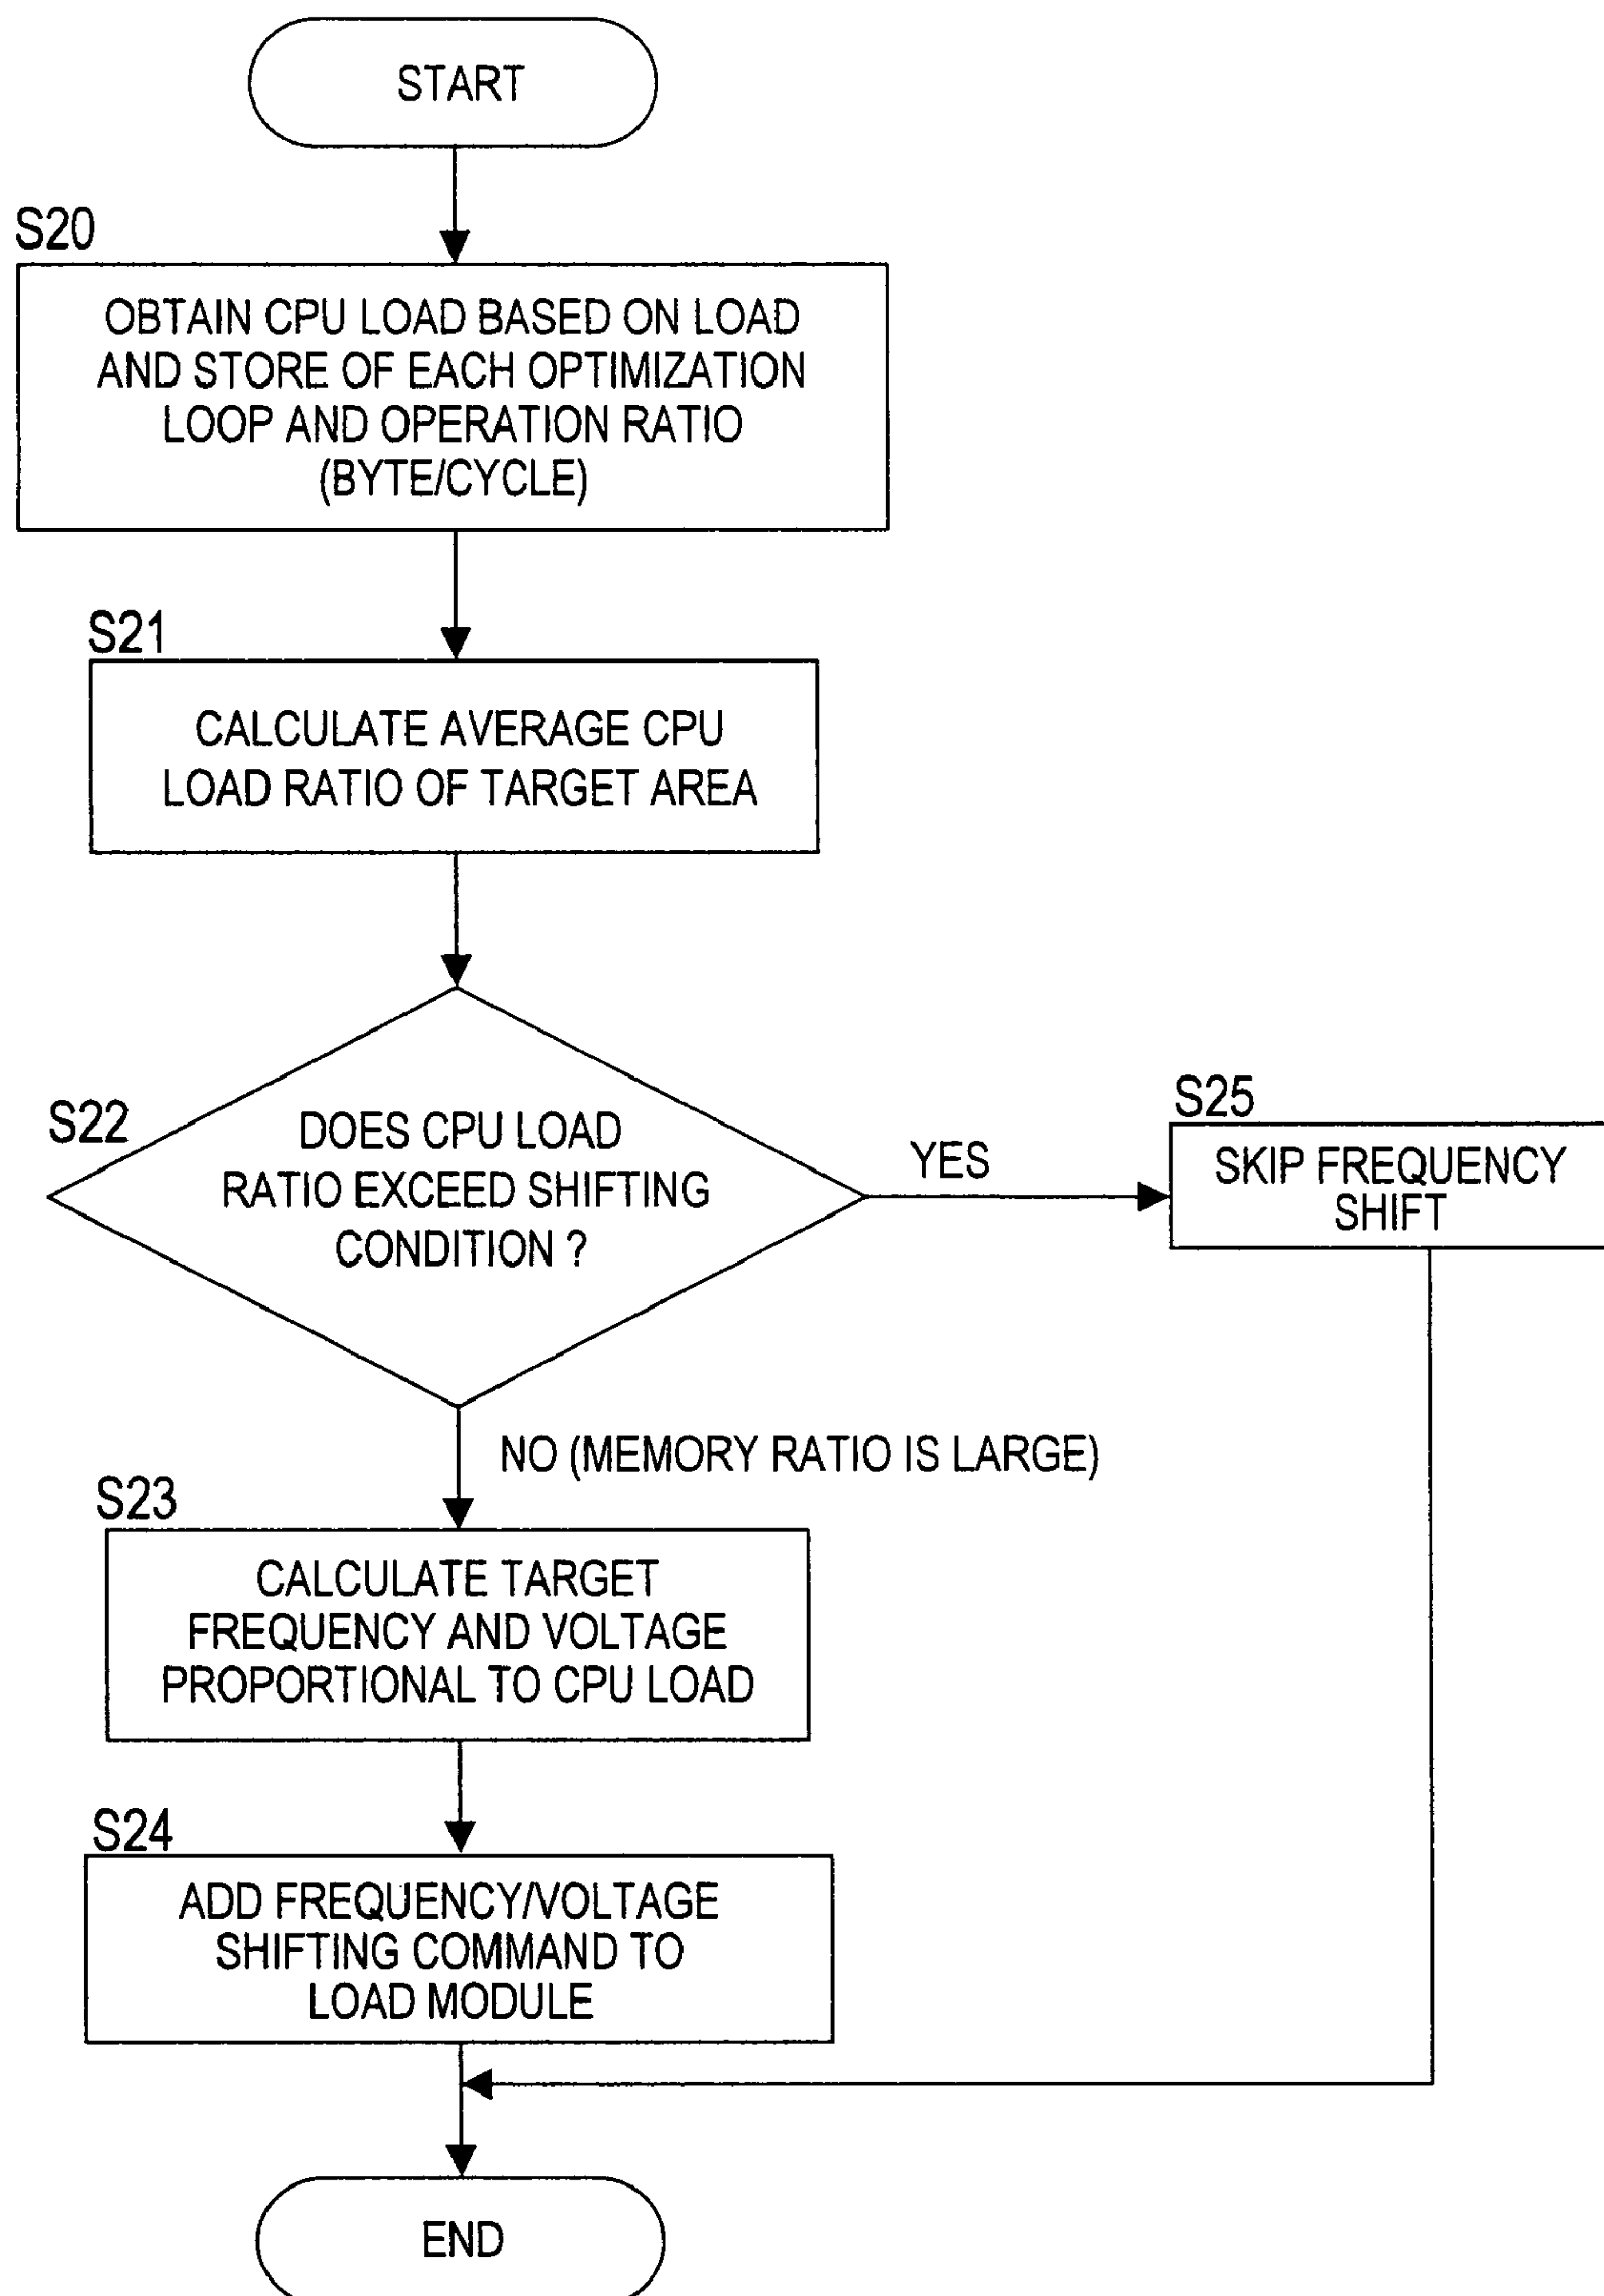 START
S20
OBTAIN CPU LOAD BASED ON LOAD
AND STORE OF EACH OPTIMIZATION
LOOP AND OPERATION RATIO
(BYTE/CYCLE)
S21
CALCULATE AVERAGE CPU
LOAD RATIO OF TARGET AREA
S22
DOES CPU LOAD
RATIO EXCEED SHIFTING
CONDITION ?
YES
S25
SKIP FREQUENCY
SHIFT
NO (MEMORY RATIO IS LARGE)
S23
CALCULATE TARGET
FREQUENCY AND VOLTAGE
PROPORTIONAL TO CPU LOAD
S24
ADD FREQUENCY/VOLTAGE
SHIFTING COMMAND TO
LOAD MODULE
END